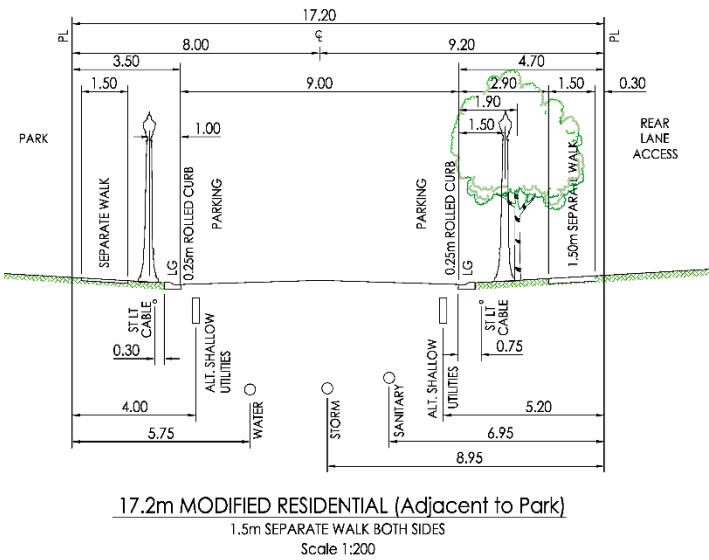 17.20
PL
℄
PL
8.00
9.20
3.50
4.70
1.50
9.00
2.90
1.50
0.30
1.90
PARK
1.00
1.50
REAR
LANE
ACCESS
SEPARATE WALK
LG
0.25m ROLLED CURB
PARKING
PARKING
0.25m ROLLED CURB
LG
1.50m SEPARATE WALK
ST LT
CABLE
ALT. SHALLOW
UTILITIES
ALT. SHALLOW
UTILITIES
ST LT
CABLE
0.30
0.75
WATER
STORM
SANITARY
4.00
5.20
5.75
6.95
8.95
17.2m MODIFIED RESIDENTIAL (Adjacent to Park)
1.5m SEPARATE WALK BOTH SIDES
Scale 1:200